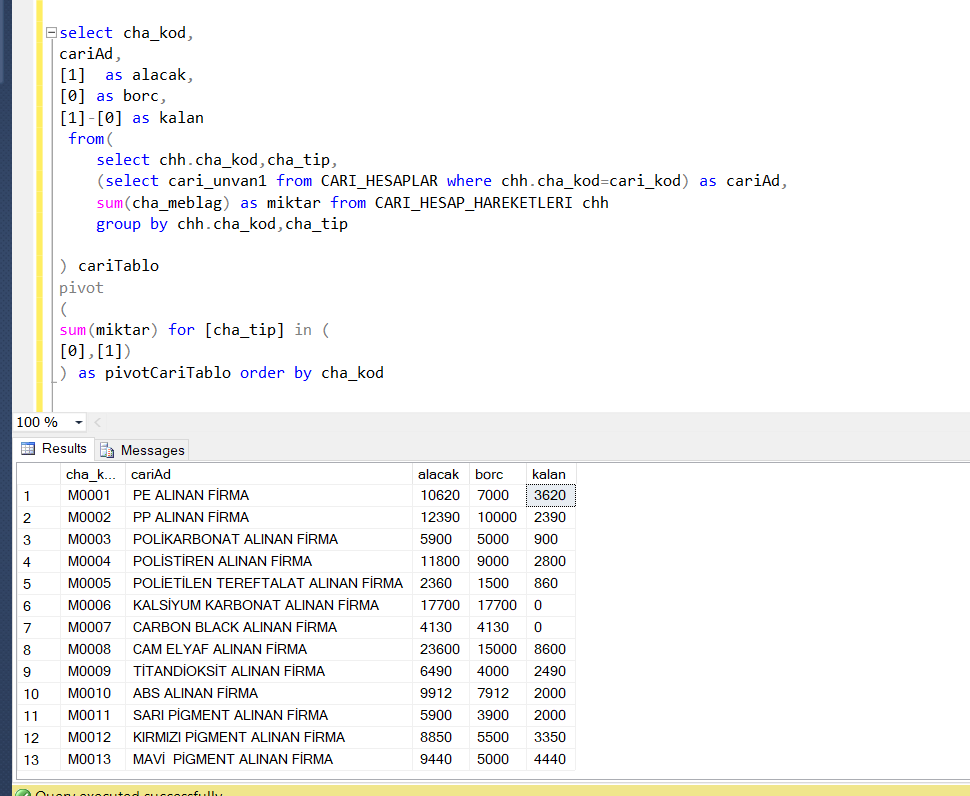 select cha_kod,
cariAd,
[1]  as alacak,
[0] as borc,
[1]-[0] as kalan
from(
select chh.cha_kod,cha_tip,
(select cari_unvan1 from CARI_HESAPLAR where chh.cha_kod=cari_kod) as cariAd,
sum(cha_meblag) as miktar from CARI_HESAP_HAREKETLERI chh
group by chh.cha_kod,cha_tip
) cariTablo
pivot
(
sum(miktar) for [cha_tip] in (
[0],[1])
) as pivotCariTablo order by cha_kod
100 %
Results Messages
cha_k... cariAd alacak borc kalan
1 M0001 PE ALINAN FİRMA 10620 7000 3620
2 M0002 PP ALINAN FİRMA 12390 10000 2390
3 M0003 POLİKARBONAT ALINAN FİRMA 5900 5000 900
4 M0004 POLİSTİREN ALINAN FİRMA 11800 9000 2800
5 M0005 POLİETİLEN TEREFTALAT ALINAN FİRMA 2360 1500 860
6 M0006 KALSİYUM KARBONAT ALINAN FİRMA 17700 17700 0
7 M0007 CARBON BLACK ALINAN FİRMA 4130 4130 0
8 M0008 CAM ELYAF ALINAN FİRMA 23600 15000 8600
9 M0009 TİTANDİOKSİT ALINAN FİRMA 6490 4000 2490
10 M0010 ABS ALINAN FİRMA 9912 7912 2000
11 M0011 SARI PİGMENT ALINAN FİRMA 5900 3900 2000
12 M0012 KIRMIZI PİGMENT ALINAN FİRMA 8850 5500 3350
13 M0013 MAVİ  PİGMENT ALINAN FİRMA 9440 5000 4440
Query executed successfully